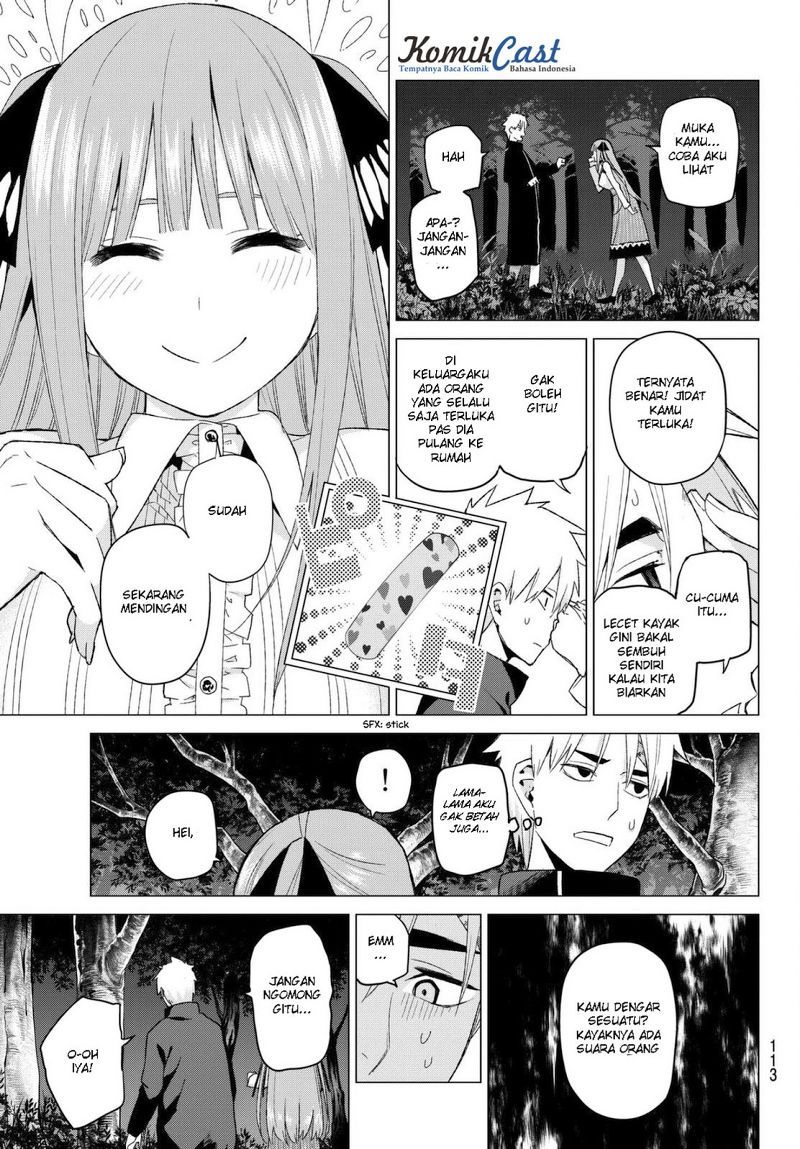 KomikCast
Tempatnya Baca Komik Bahasa Indonesia
MUKA
KAMU...
COBA AKU
LIHAT
HAH
APA-?
JANGAN-
JANGAN
...
TERNYATA
BENAR! JIDAT
KAMU
TERLUKA!
CU-CUMA
ITU...
LECET KAYAK
GINI BAKAL
SEMBUH
SENDIRI
KALAU KITA
BIARKAN
GAK
BOLEH
GITU!
DI
KELUARGAKU
ADA ORANG
YANG SELALU
SAJA TERLUKA
PAS DIA
PULANG KE
RUMAH
SUDAH
SEKARANG
MENDINGAN
SFX: stick
LAMA-
LAMA AKU
GAK BETAH
JUGA...
!
HEI,
KAMU DENGAR
SESUATU?
KAYAKNYA ADA
SUARA ORANG
EMM
...
JANGAN
NGOMONG
GITU...
O-OH
IYA!
113